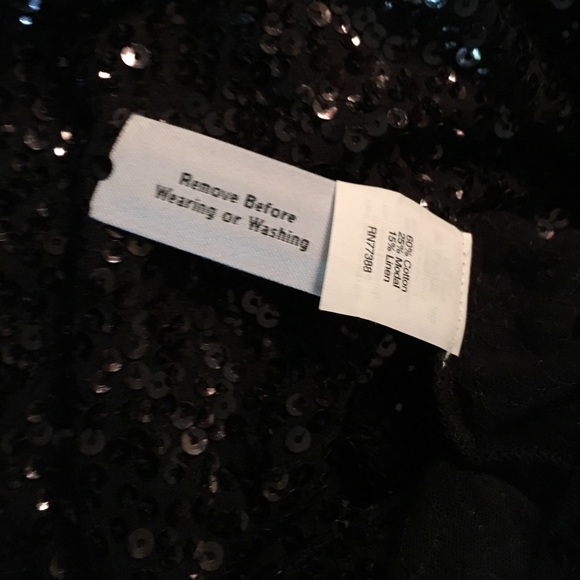 Remove Before
Wearing or Washing
60% Cotton
25% Modal
15% Linen
RN77388